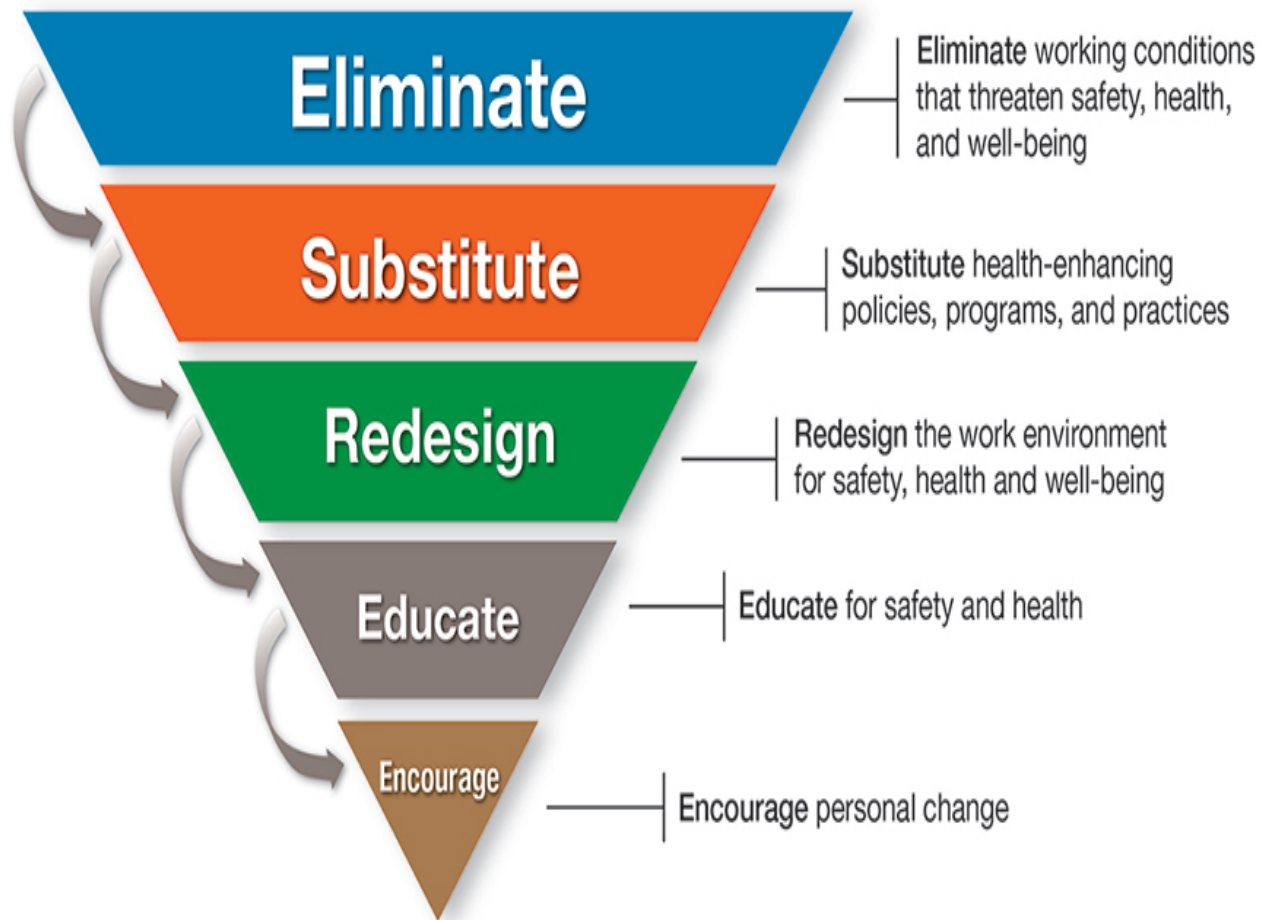 Eliminate
Eliminate working conditions
that threaten safety, health,
and well-being
Substitute
Substitute health-enhancing
policies, programs, and practices
Redesign
Redesign the work environment
for safety, health and well-being
Educate
Educate for safety and health
Encourage
Encourage personal change